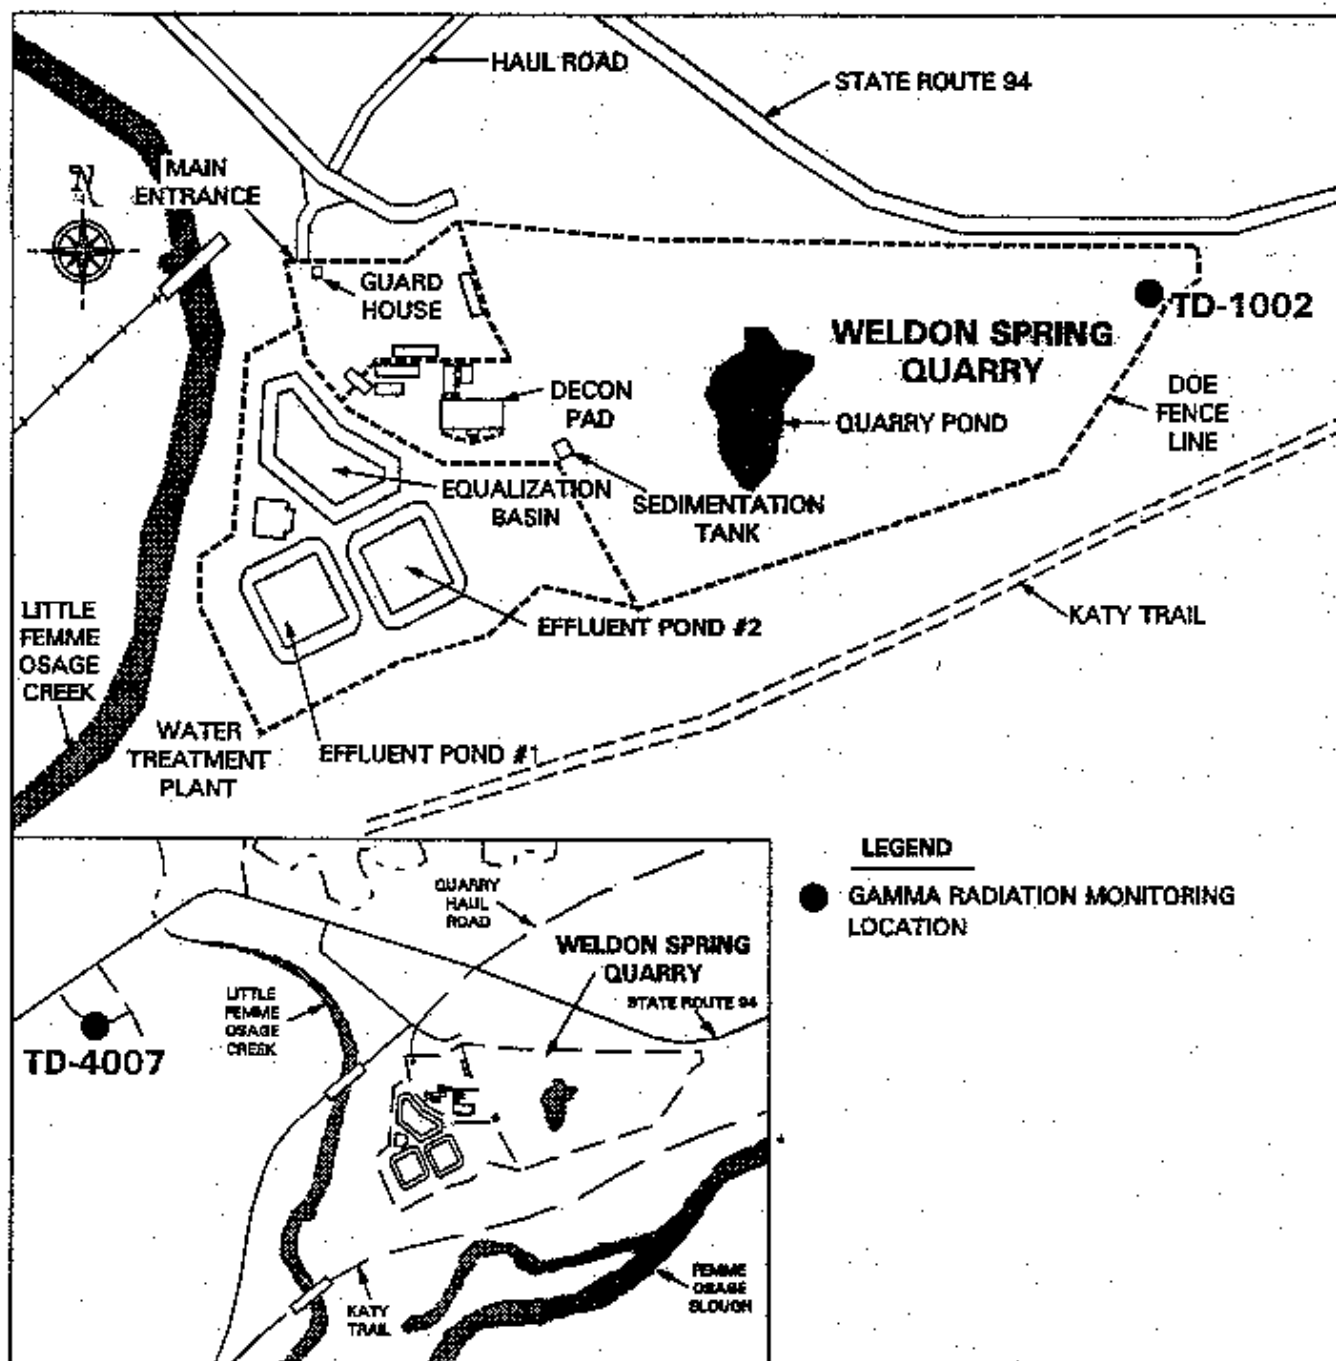 HAUL ROAD
STATE ROUTE 94
N
MAIN
ENTRANCE
GUARD
HOUSE
TD-1002
WELDON SPRING
QUARRY
DECON
PAD
QUARRY POND
DOE
FENCE
LINE
EQUALIZATION
BASIN
SEDIMENTATION
TANK
LITTLE
FEMME
OSAGE
CREEK
EFFLUENT POND #2
KATY TRAIL
WATER
TREATMENT
PLANT
EFFLUENT POND #1
LEGEND
GAMMA RADIATION MONITORING
LOCATION
QUARRY
HAUL
ROAD
WELDON SPRING
QUARRY
STATE ROUTE 94
LITTLE
FEMME
OSAGE
CREEK
TD-4007
KATY
TRAIL
FEMME
OSAGE
SLOUGH